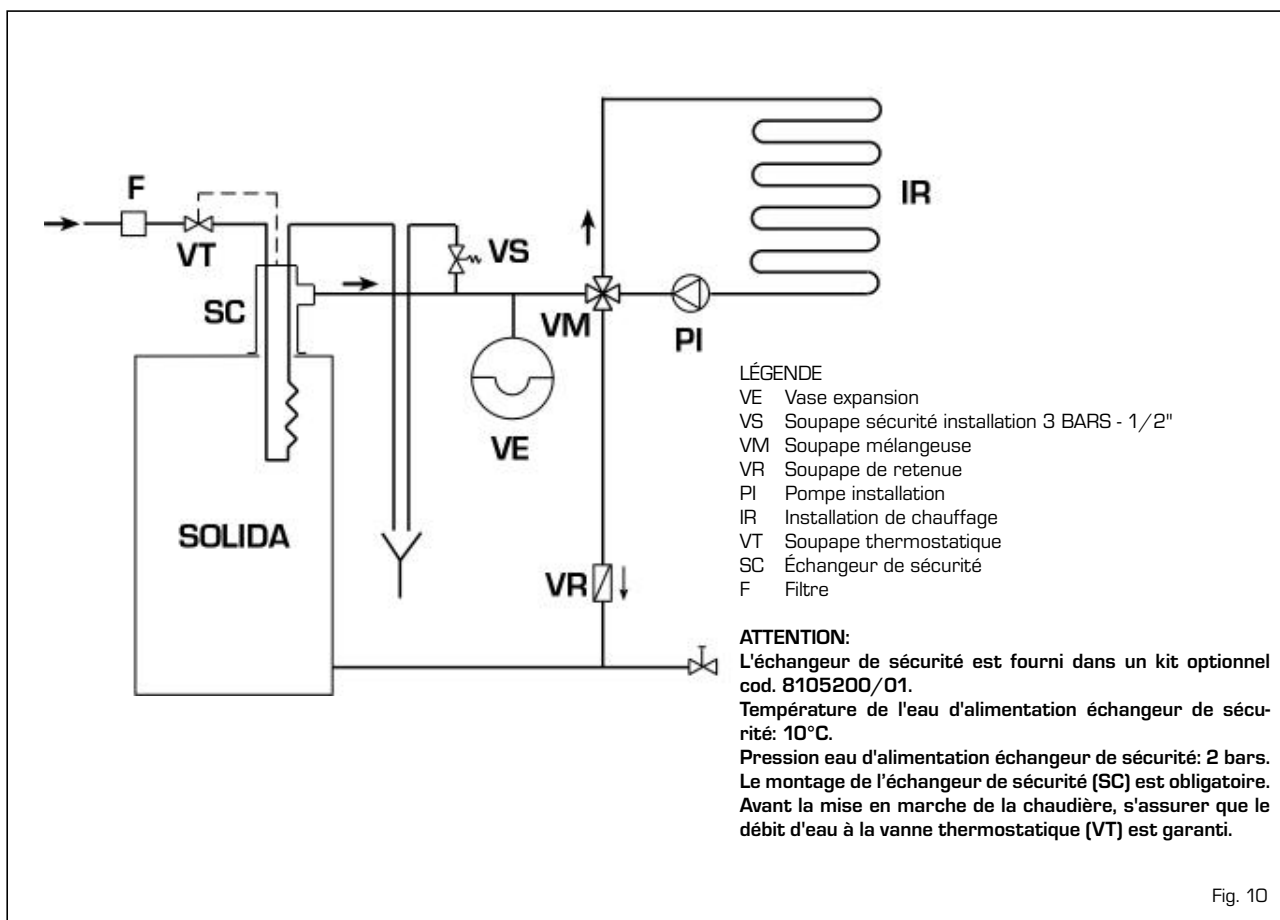 F
VT
SC
VS
VM
PI
IR
VE
SOLIDA
VR
LÉGENDE
VE Vase expansion
VS Soupape sécurité installation 3 BARS - 1/2"
VM Soupape mélangeuse
VR Soupape de retenue
PI Pompe installation
IR Installation de chauffage
VT Soupape thermostatique
SC Échangeur de sécurité
F Filtre
ATTENTION:
L'échangeur de sécurité est fourni dans un kit optionnel
cod. 8105200/01.
Température de l'eau d'alimentation échangeur de sécu-
rité: 10°C.
Pression eau d'alimentation échangeur de sécurité: 2 bars.
Le montage de l'échangeur de sécurité (SC) est obligatoire.
Avant la mise en marche de la chaudière, s'assurer que le
débit d'eau à la vanne thermostatique (VT) est garanti.
Fig. 10